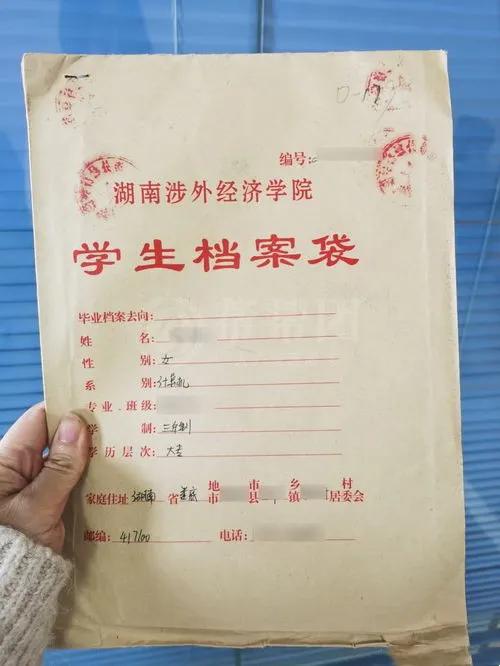 编号:
湖南涉外经济学院
学生档案袋
毕业档案去向:
姓 名:
性 别: 女
系 别: 计算机
专业.班级:
学 制: 三年制
学历层次: 大专
地 市 乡 村
家庭住址 湖南 省 娄底 市 县 镇 居委会
邮编: 417100 电话: